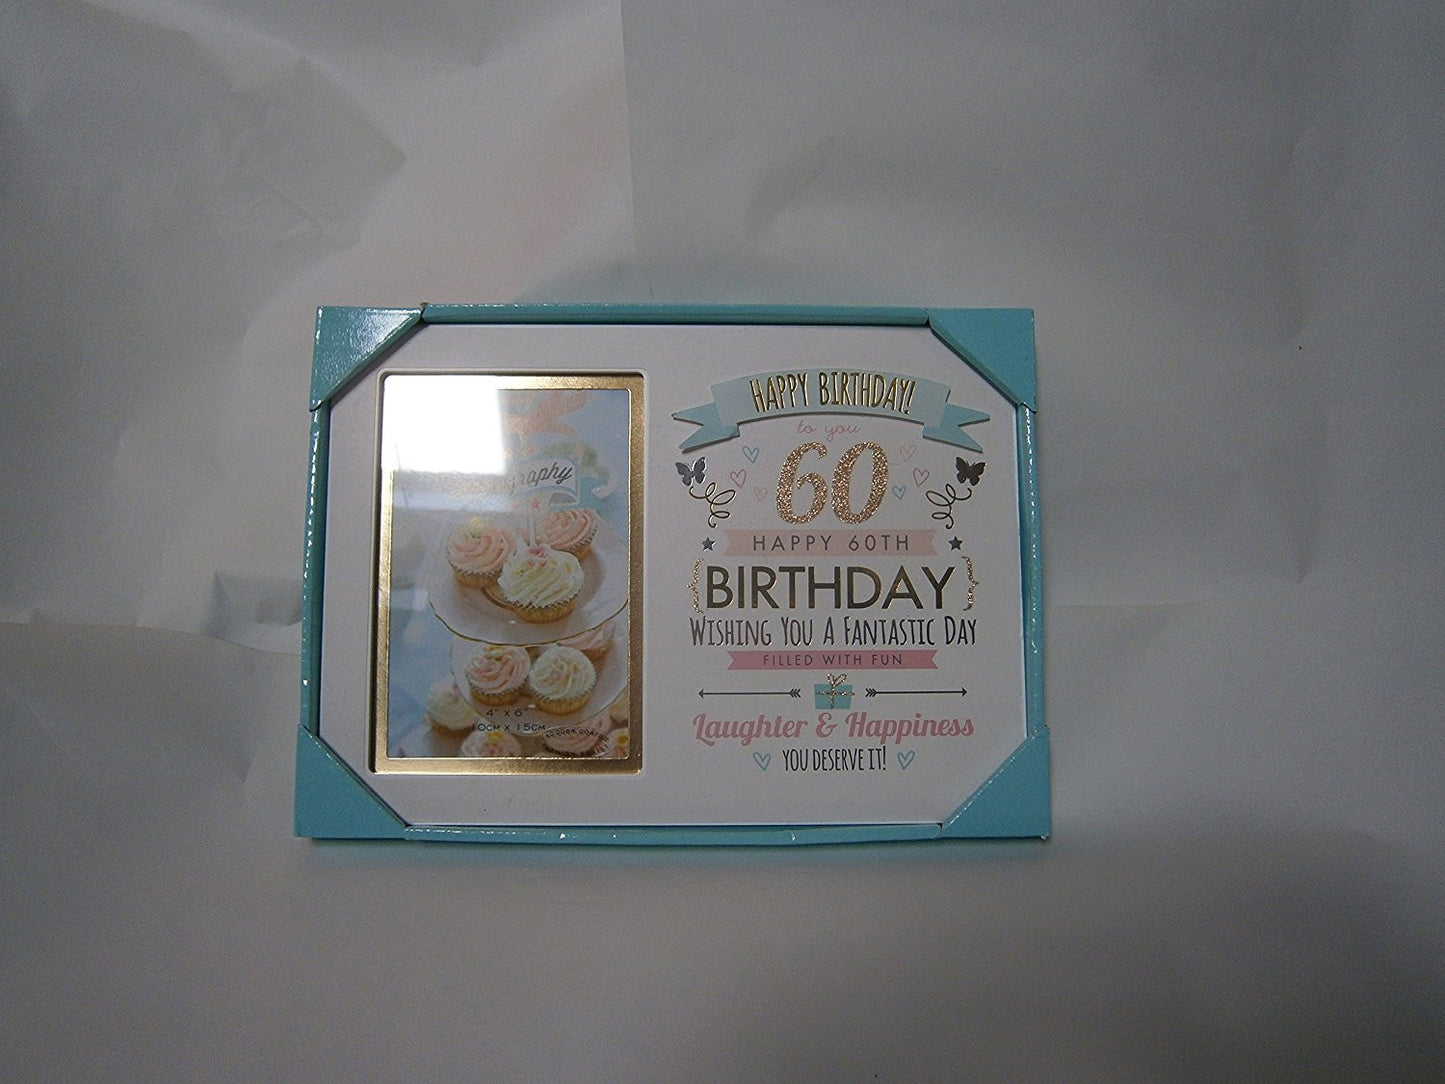 HAPPY BIRTHDAY!
to you
60
HAPPY 60TH
BIRTHDAY
WISHING YOU A FANTASTIC DAY
FILLED WITH FUN
Laughter & Happiness
YOU DESERVE IT!
4" x 6"
10CM x 15CM